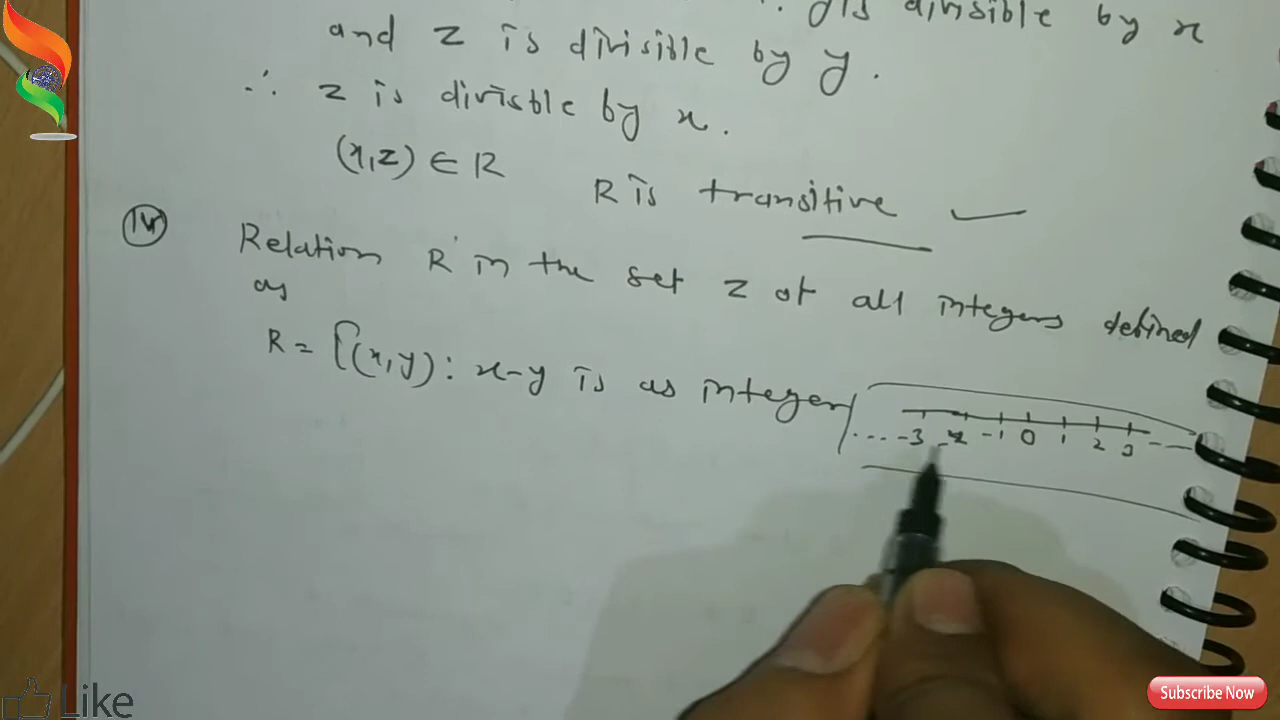 y is divisible by x
and z is divisible by y.
∴ z is divisble by x.
(x,z) ∈ R
R is transitive
(iv) Relation R in the set Z of all integers defined
as
R = {(x,y): x-y is as integer}
...-3 -2 -1 0 1 2 3 ---
Like
Subscribe Now